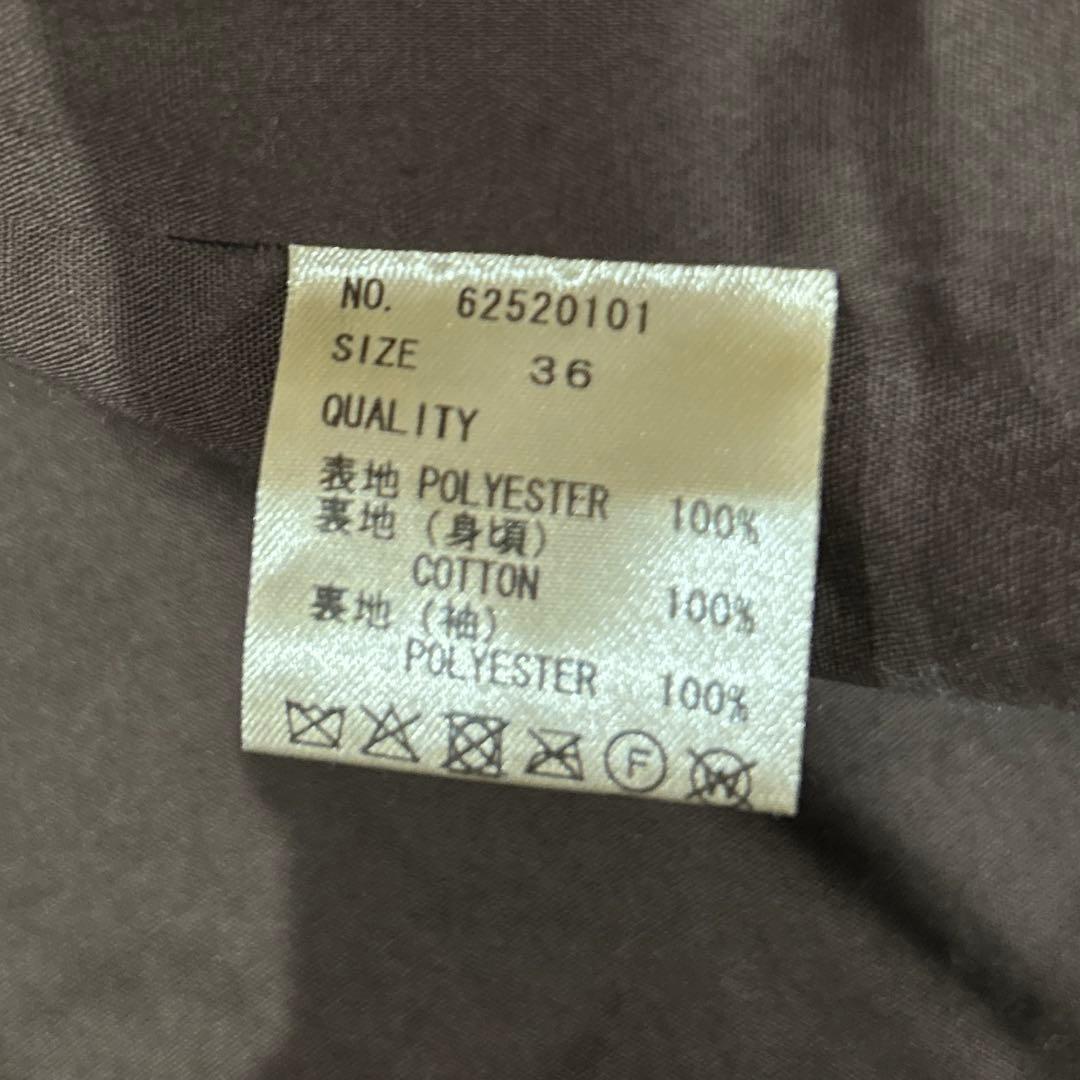 NO. 62520101
SIZE 36
QUALITY
表地 POLYESTER 100%
裏地 (身頃)
COTTON 100%
裏地 (袖)
POLYESTER 100%
F W